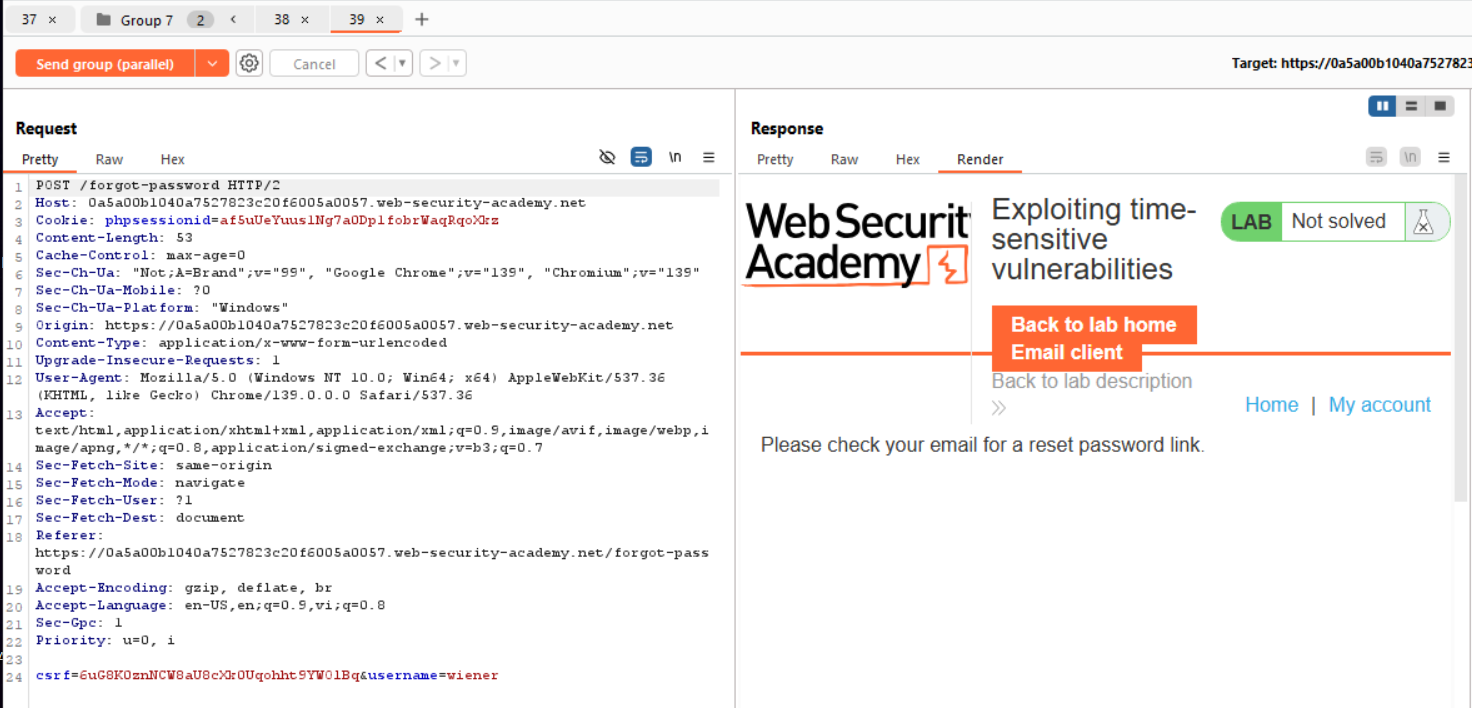 37 ×
Group 7 2 <
38 ×
39 ×
+
Send group (parallel)
Cancel
< ▼
> ▼
Target: https://0a5a00b1040a7527823
Request
Pretty Raw Hex
\n
1 POST /forgot-password HTTP/2
2 Host: 0a5a00b1040a7527823c20f6005a0057.web-security-academy.net
3 Cookie: phpsessionid=af5uUeYuuslNg7a0Dp1fobrWaqRqoXkz
4 Content-Length: 53
5 Cache-Control: max-age=0
6 Sec-Ch-Ua: "Not;A=Brand";v="99", "Google Chrome";v="139", "Chromium";v="139"
7 Sec-Ch-Ua-Mobile: ?0
8 Sec-Ch-Ua-Platform: "Windows"
9 Origin: https://0a5a00b1040a7527823c20f6005a0057.web-security-academy.net
10 Content-Type: application/x-www-form-urlencoded
11 Upgrade-Insecure-Requests: 1
12 User-Agent: Mozilla/5.0 (Windows NT 10.0; Win64; x64) AppleWebKit/537.36
(KHTML, like Gecko) Chrome/139.0.0.0 Safari/537.36
13 Accept:
text/html,application/xhtml+xml,application/xml;q=0.9,image/avif,image/webp,i
mage/apng,*/*;q=0.8,application/signed-exchange;v=b3;q=0.7
14 Sec-Fetch-Site: same-origin
15 Sec-Fetch-Mode: navigate
16 Sec-Fetch-User: ?1
17 Sec-Fetch-Dest: document
18 Referer:
https://0a5a00b1040a7527823c20f6005a0057.web-security-academy.net/forgot-pass
word
19 Accept-Encoding: gzip, deflate, br
20 Accept-Language: en-US,en;q=0.9,vi;q=0.8
21 Sec-Gpc: 1
22 Priority: u=0, i
23
24 csrf=6uG8K0znNCW8aU8cXk0Uqohht9YW01Bq&username=wiener
Response
Pretty Raw Hex Render
\n
Web Securit
Academy
Exploiting time-
sensitive
vulnerabilities
LAB Not solved
Back to lab home
Email client
Back to lab description
»
Home | My account
Please check your email for a reset password link.